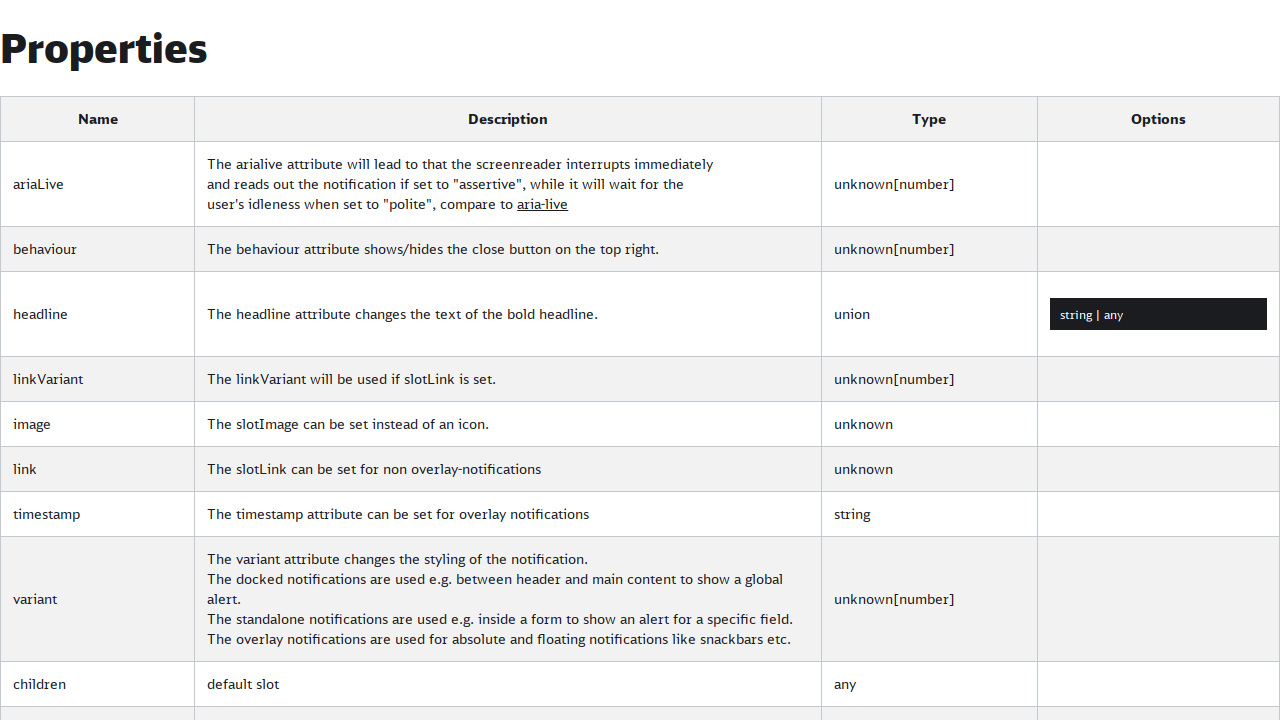 Properties
Name Description Type Options
ariaLive
The arialive attribute will lead to that the screenreader interrupts immediately
and reads out the notification if set to "assertive", while it will wait for the
user's idleness when set to "polite", compare to aria-live
unknown[number]
behaviour The behaviour attribute shows/hides the close button on the top right. unknown[number]
headline The headline attribute changes the text of the bold headline. union string | any
linkVariant The linkVariant will be used if slotLink is set. unknown[number]
image The slotImage can be set instead of an icon. unknown
link The slotLink can be set for non overlay-notifications unknown
timestamp The timestamp attribute can be set for overlay notifications string
variant
The variant attribute changes the styling of the notification.
The docked notifications are used e.g. between header and main content to show a global
alert.
The standalone notifications are used e.g. inside a form to show an alert for a specific field.
The overlay notifications are used for absolute and floating notifications like snackbars etc.
unknown[number]
children default slot any